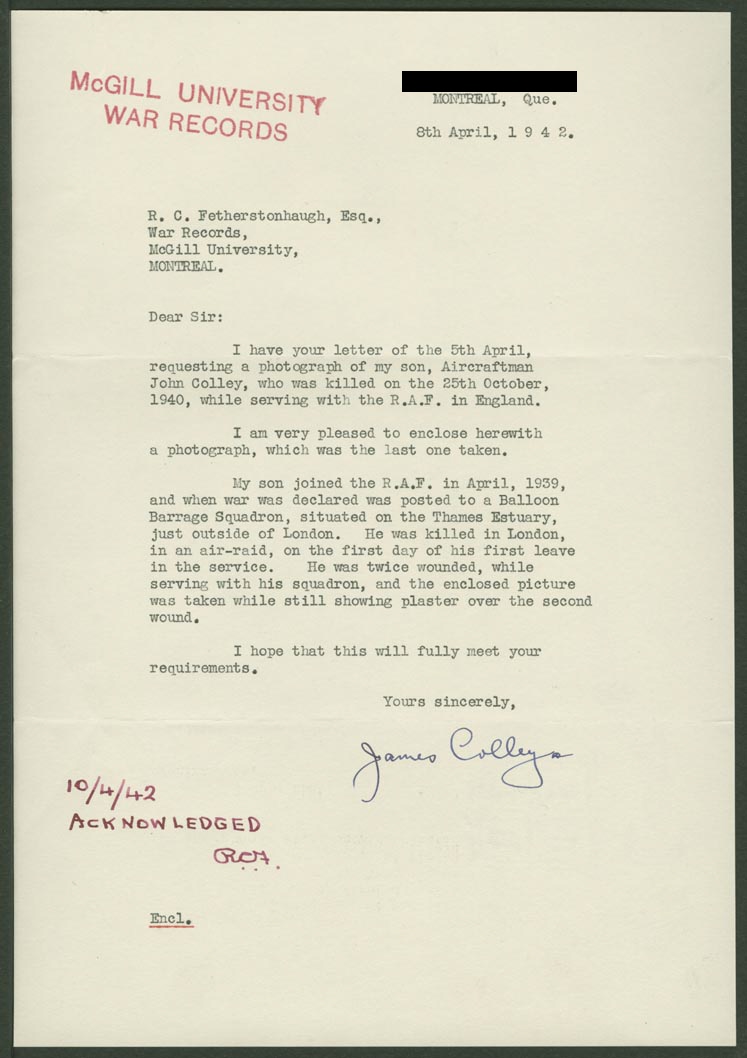 McGILL UNIVERSITY
WAR RECORDS
MONTREAL, Que.
8th April, 1 9 4 2.
R. C. Fetherstonhaugh, Esq.,
War Records,
McGill University,
MONTREAL.
Dear Sir:
I have your letter of the 5th April,
requesting a photograph of my son, Aircraftman
John Colley, who was killed on the 25th October,
1940, while serving with the R.A.F. in England.
I am very pleased to enclose herewith
a photograph, which was the last one taken.
My son joined the R.A.F. in April, 1939,
and when war was declared was posted to a Balloon
Barrage Squadron, situated on the Thames Estuary,
just outside of London. He was killed in London,
in an air-raid, on the first day of his first leave
in the service. He was twice wounded, while
serving with his squadron, and the enclosed picture
was taken while still showing plaster over the second
wound.
I hope that this will fully meet your
requirements.
Yours sincerely,
James Colley
10/4/42
ACKNOWLEDGED
RCF.
Encl.